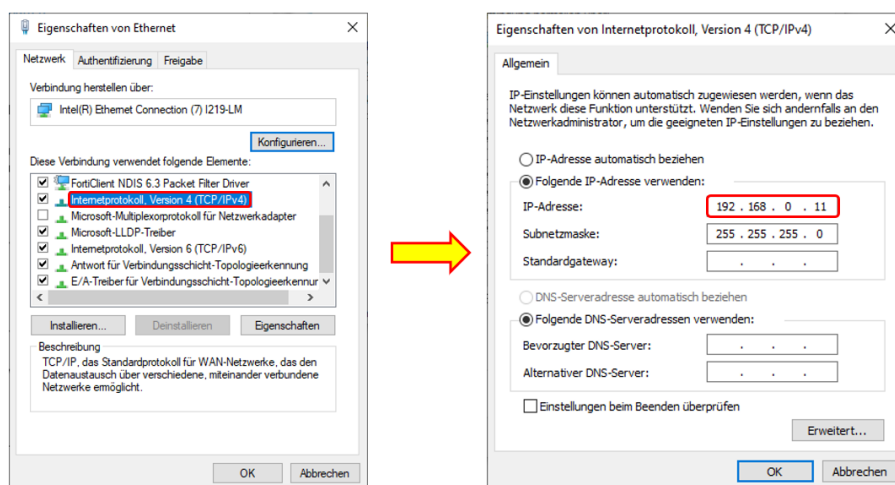 Eigenschaften von Ethernet
Netzwerk Authentifizierung Freigabe
Verbindung herstellen über:
Intel(R) Ethernet Connection (7) I219-LM
Konfigurieren...
Diese Verbindung verwendet folgende Elemente:
FortiClient NDIS 6.3 Packet Filter Driver
Internetprotokoll, Version 4 (TCP/IPv4)
Microsoft-Multiplexorprotokoll für Netzwerkadapter
Microsoft-LLDP-Treiber
Internetprotokoll, Version 6 (TCP/IPv6)
Antwort für Verbindungsschicht-Topologieerkennung
E/A-Treiber für Verbindungsschicht-Topologieerkennur
Installieren... Deinstallieren Eigenschaften
Beschreibung
TCP/IP, das Standardprotokoll für WAN-Netzwerke, das den
Datenaustausch über verschiedene, miteinander verbundene
Netzwerke ermöglicht.
OK Abbrechen
Eigenschaften von Internetprotokoll, Version 4 (TCP/IPv4)
Allgemein
IP-Einstellungen können automatisch zugewiesen werden, wenn das
Netzwerk diese Funktion unterstützt. Wenden Sie sich andernfalls an den
Netzwerkadministrator, um die geeigneten IP-Einstellungen zu beziehen.
IP-Adresse automatisch beziehen
Folgende IP-Adresse verwenden:
IP-Adresse: 192 . 168 . 0 . 11
Subnetzmaske: 255 . 255 . 255 . 0
Standardgateway: . . .
DNS-Serveradresse automatisch beziehen
Folgende DNS-Serveradressen verwenden:
Bevorzugter DNS-Server: . . .
Alternativer DNS-Server: . . .
Einstellungen beim Beenden überprüfen
Erweitert...
OK Abbrechen